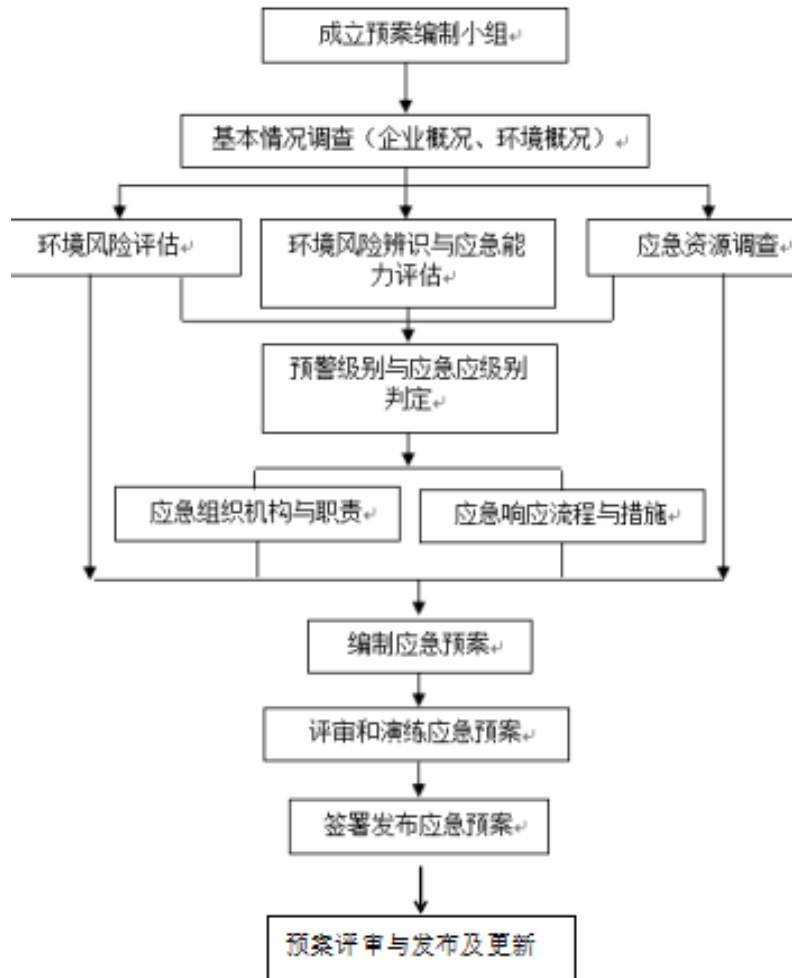 成立预案编制小组
基本情况调查（企业概况、环境概况）
环境风险评估
环境风险辨识与应急能
力评估
应急资源调查
预警级别与应急应级别
判定
应急组织机构与职责
应急响应流程与措施
编制应急预案
评审和演练应急预案
签署发布应急预案
预案评审与发布及更新